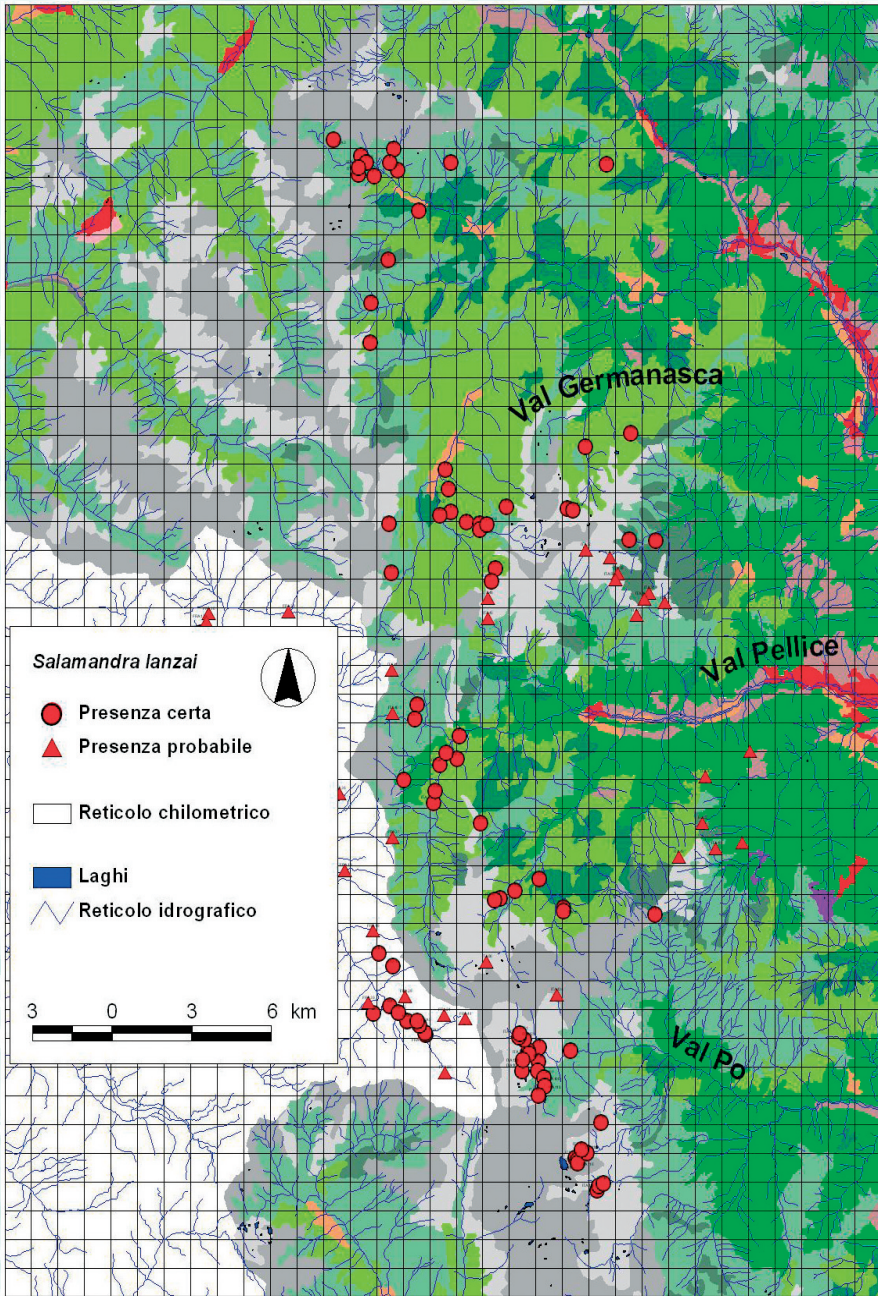 Val Germanasca
Val Pellice
Salamandra lanzai
Presenza certa
Presenza probabile
Reticolo chilometrico
Laghi
Reticolo idrografico
3 0 3 6 km
Val Po